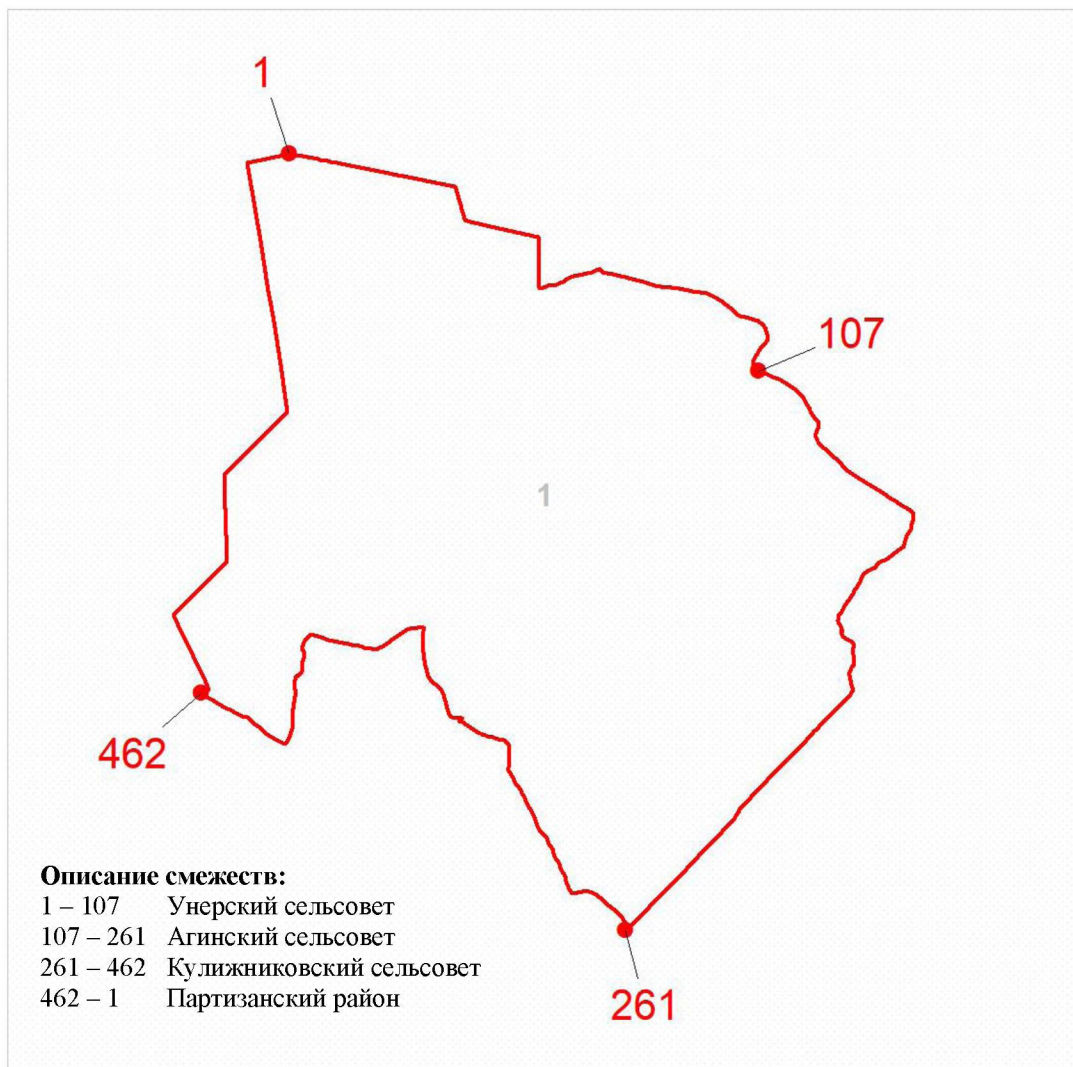 1
107
1
462
Описание смежеств:
1 – 107 Унерский сельсовет
107 – 261 Агинский сельсовет
261 – 462 Кулижниковский сельсовет
462 – 1 Партизанский район
261